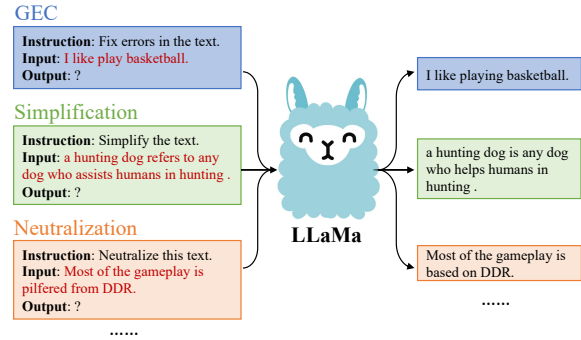 GEC
Instruction: Fix errors in the text.
Input: I like play basketball.
Output: ?
Simplification
Instruction: Simplify the text.
Input: a hunting dog refers to any
dog who assists humans in hunting .
Output: ?
Neutralization
Instruction: Neutralize this text.
Input: Most of the gameplay is
pilfered from DDR.
Output: ?
......
LLaMa
I like playing basketball.
a hunting dog is any dog
who helps humans in
hunting .
Most of the gameplay is
based on DDR.
......